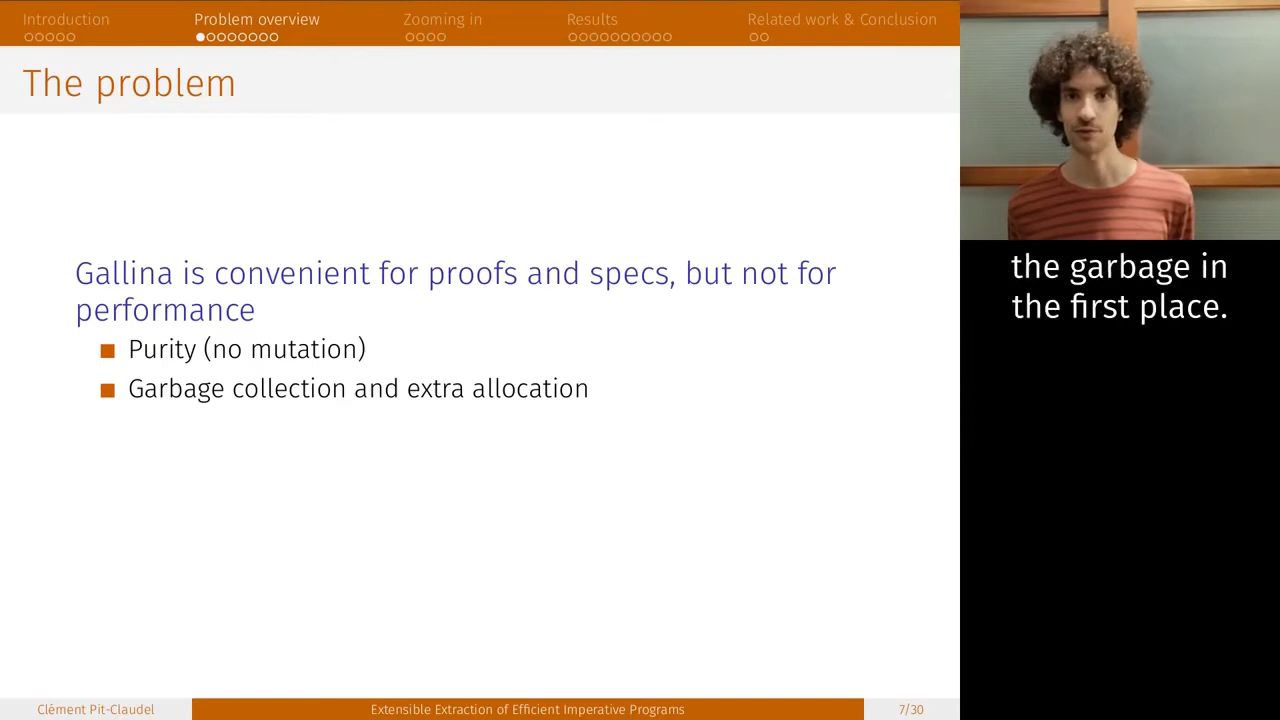 Introduction
Problem overview
Zooming in
Results
Related work & Conclusion
The problem
Gallina is convenient for proofs and specs, but not for
performance
Purity (no mutation)
Garbage collection and extra allocation
the garbage in
the first place.
Clément Pit-Claudel
Extensible Extraction of Efficient Imperative Programs
7/30